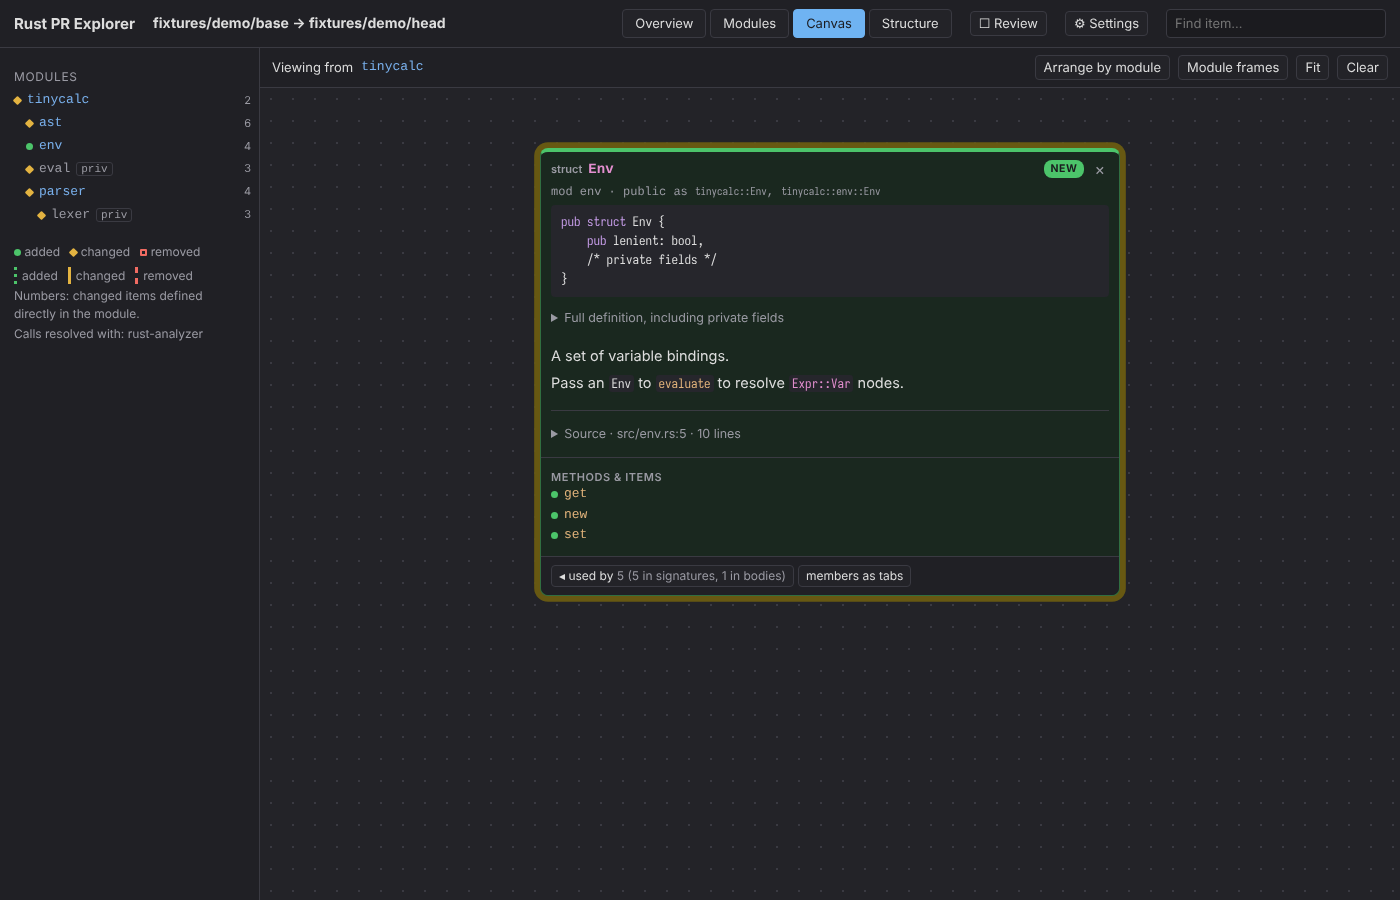 Rust PR Explorer fixtures/demo/base → fixtures/demo/head Overview Modules Canvas Structure ☐ Review ⚙ Settings Find item...
MODULES
tinycalc 2
ast 6
env 4
eval priv 3
parser 4
lexer priv 3
added changed removed
added changed removed
Numbers: changed items defined
directly in the module.
Calls resolved with: rust-analyzer
Viewing from tinycalc Arrange by module Module frames Fit Clear
struct Env NEW ×
mod env · public as tinycalc::Env, tinycalc::env::Env
pub struct Env {
    pub lenient: bool,
    /* private fields */
}
▶ Full definition, including private fields
A set of variable bindings.
Pass an Env to evaluate to resolve Expr::Var nodes.
▶ Source · src/env.rs:5 · 10 lines
METHODS & ITEMS
get
new
set
◂ used by 5 (5 in signatures, 1 in bodies) members as tabs